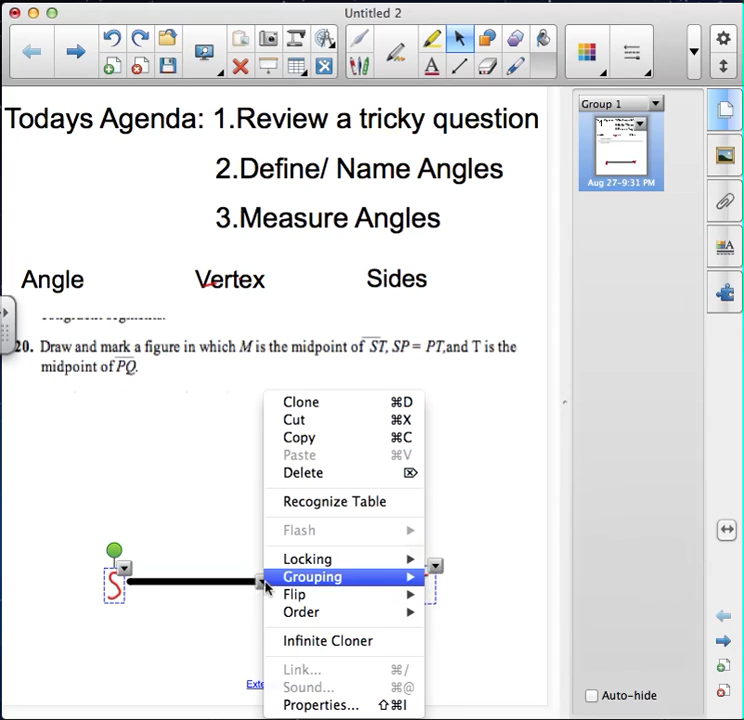 Untitled 2
Todays Agenda: 1.Review a tricky question
2.Define/ Name Angles
3.Measure Angles
Angle Vertex Sides
20. Draw and mark a figure in which M is the midpoint of ST, SP = PT,and T is the
midpoint of PQ.
Clone ⌘D
Cut ⌘X
Copy ⌘C
Paste ⌘V
Delete ⌦
Recognize Table
Flash
Locking
Grouping
Flip
Order
Infinite Cloner
Link... ⌘/
Sound... ⌘@
Properties... ⇧⌘I
S
Group 1
Aug 27-9:31 PM
Auto-hide